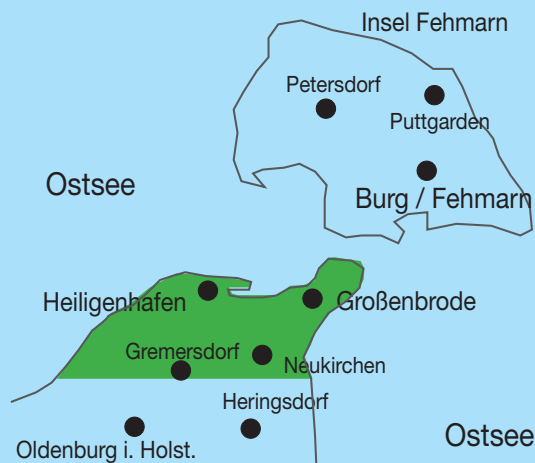 Insel Fehmarn
Petersdorf
Puttgarden
Ostsee
Burg / Fehmarn
Heiligenhafen
Großenbrode
Gremersdorf
Neukirchen
Heringsdorf
Oldenburg i. Holst.
Ostsee